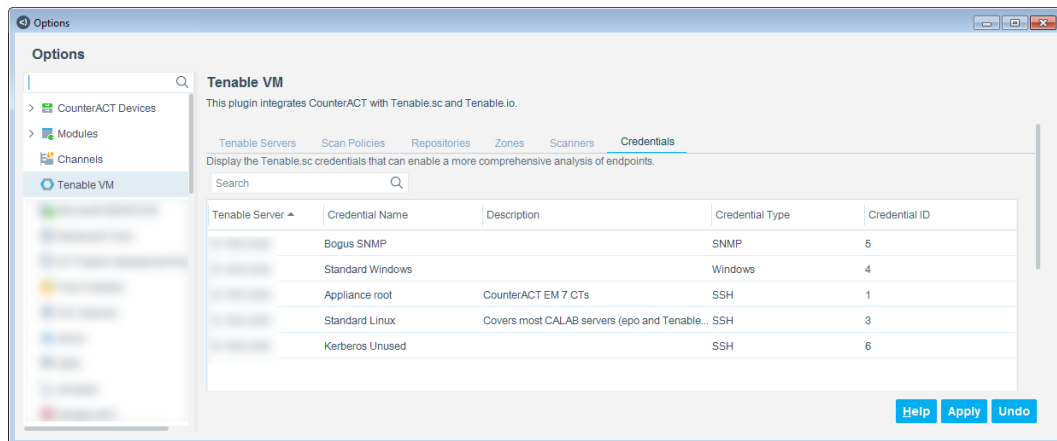 Options
Options
Tenable VM
This plugin integrates CounterACT with Tenable.sc and Tenable.io.
CounterACT Devices
Modules
Channels
Tenable VM
Tenable Servers Scan Policies Repositories Zones Scanners Credentials
Display the Tenable.sc credentials that can enable a more comprehensive analysis of endpoints.
Search
Tenable Server Credential Name Description Credential Type Credential ID
Bogus SNMP SNMP 5
Standard Windows Windows 4
Appliance root CounterACT EM 7 CTs SSH 1
Standard Linux Covers most CALAB servers (epo and Tenable... SSH 3
Kerberos Unused SSH 6
Help Apply Undo